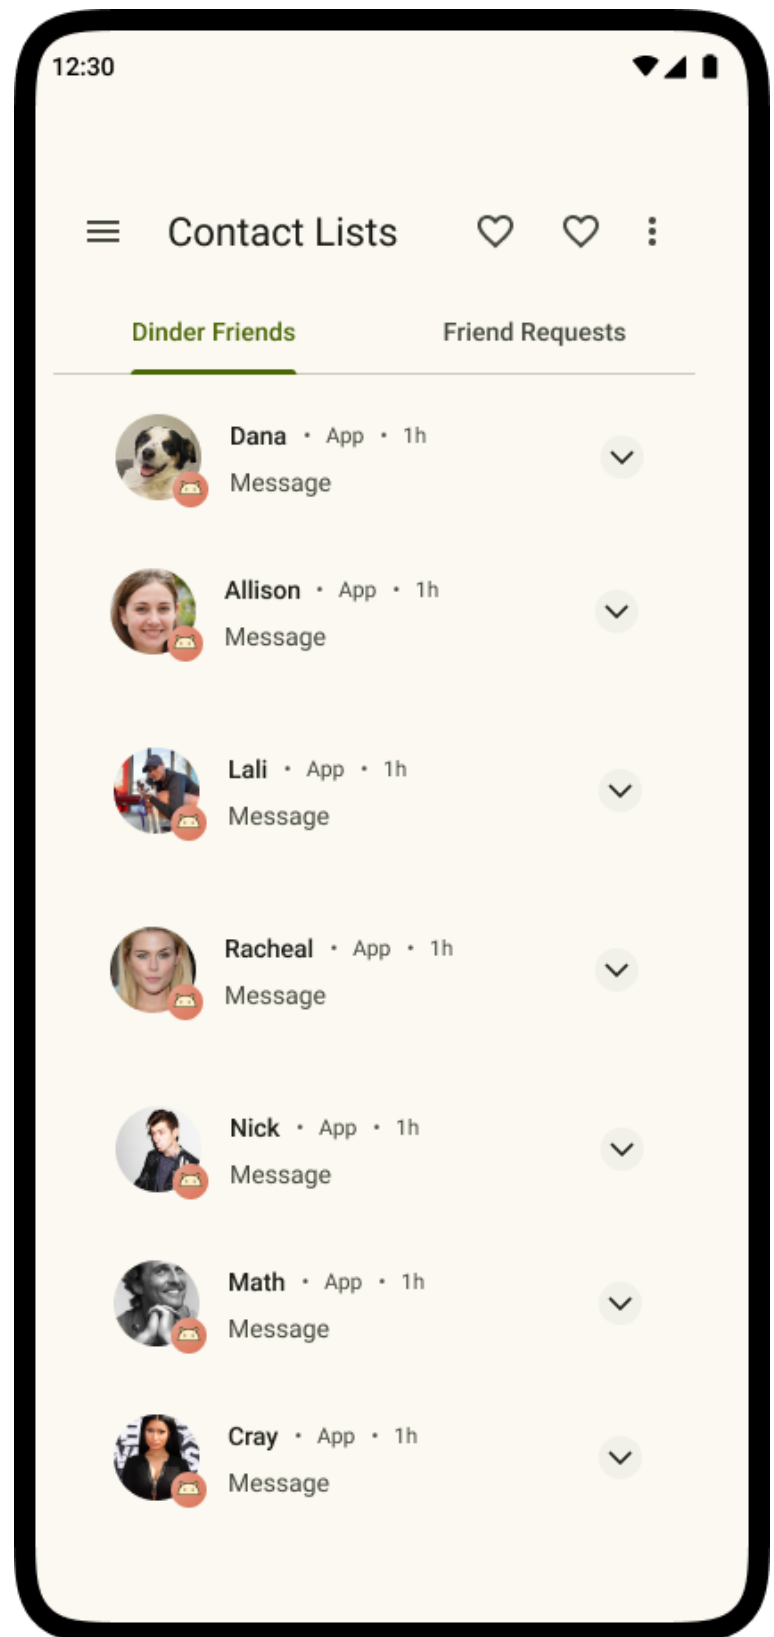 12:30
Contact Lists
Dinder Friends
Friend Requests
Dana • App • 1h
Message
Allison • App • 1h
Message
Lali • App • 1h
Message
Racheal • App • 1h
Message
Nick • App • 1h
Message
Math • App • 1h
Message
Cray • App • 1h
Message